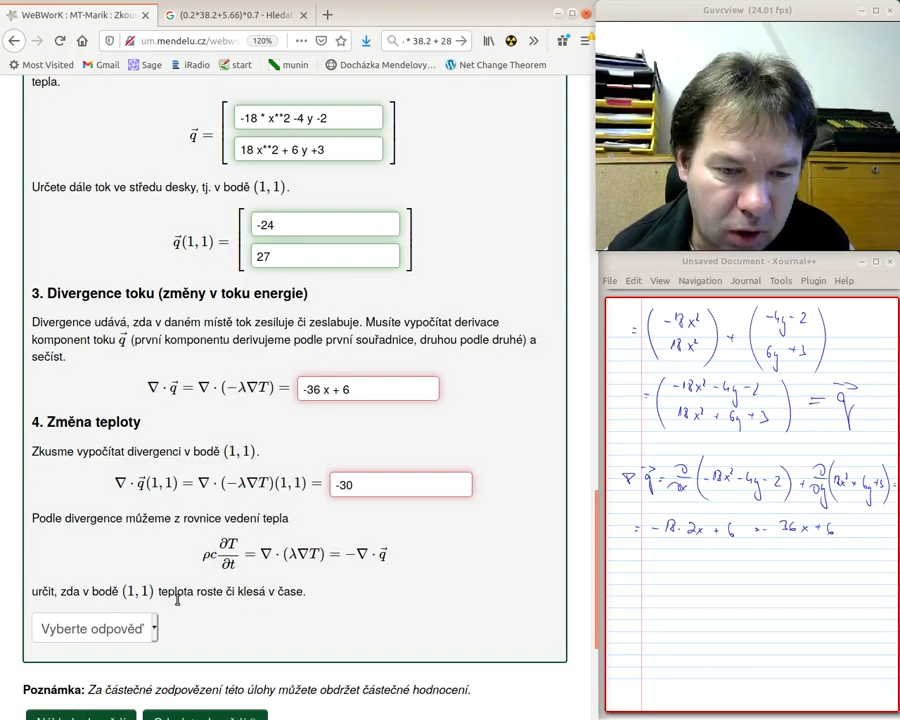 WeBWorK : MT-Marik : Zkou
(0.2*38.2+5.66)*0.7 - Hledat
um.mendelu.cz/webwo
120%
* 38.2 + 28
Most Visited
Gmail
Sage
iRadio
start
munin
Docházka Mendelovy...
Net Change Theorem
tepla.
q⃗ =
-18 * x**2 -4 y -2
18 x**2 + 6 y +3
Určete dále tok ve středu desky, tj. v bodě (1, 1).
q⃗(1, 1) =
-24
27
3. Divergence toku (změny v toku energie)
Divergence udává, zda v daném místě tok zesiluje či zeslabuje. Musíte vypočítat derivace
komponent toku q⃗ (první komponentu derivujeme podle první souřadnice, druhou podle druhé) a
sečíst.
∇ · q⃗ = ∇ · (−λ∇T) = -36 x + 6
4. Změna teploty
Zkusme vypočítat divergenci v bodě (1, 1).
∇ · q⃗(1, 1) = ∇ · (−λ∇T)(1, 1) = -30
Podle divergence můžeme z rovnice vedení tepla
ρc ∂T/∂t = ∇ · (λ∇T) = −∇ · q⃗
určit, zda v bodě (1, 1) teplota roste či klesá v čase.
Vyberte odpověď
Poznámka: Za částečné zodpovězení této úlohy můžete obdržet částečné hodnocení.
Guvcview (24.01 fps)
Unsaved Document - Xournal++
File Edit View Navigation Journal Tools Plugin Help
= ( -18x² 18x² ) + ( -4y - 2 6y + 3 )
= ( -18x² - 4y - 2 18x² + 6y + 3 ) = q⃗
∇ q⃗ = ∂/∂x (-18x² - 4y - 2) + ∂/∂y (18x² + 6y + 3) =
= -18 · 2x + 6 = -36x + 6